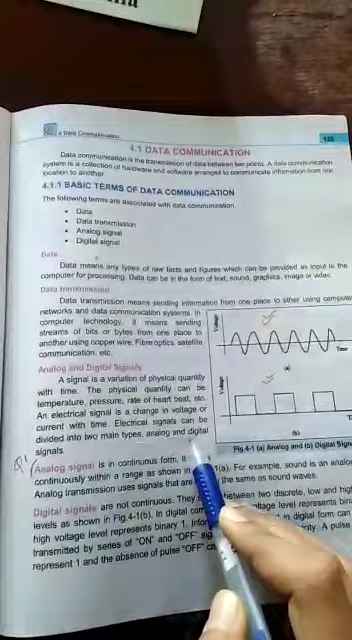 4 Data Communication
125
4.1 DATA COMMUNICATION
Data communication is the transmission of data between two points. A data communication
system is a collection of hardware and software arranged to communicate information from one
location to another.
4.1.1 BASIC TERMS OF DATA COMMUNICATION
The following terms are associated with data communication.
• Data
• Data transmission
• Analog signal
• Digital signal
Data
Data means any types of raw facts and figures which can be provided as input to the
computer for processing. Data can be in the form of text, sound, graphics, image or video.
Data transmission
Data transmission means sending information from one place to other using computer
networks and data communication systems. In
computer technology, it means sending
streams of bits or bytes from one place to
another using copper wire, Fibre optics, satellite
communication, etc.
Analog and Digital Signals
A signal is a variation of physical quantity
with time. The physical quantity can be
temperature, pressure, rate of heart beat, etc.
An electrical signal is a change in voltage or
current with time. Electrical signals can be
divided into two main types, analog and digital
signals.
Voltage
Time
(a)
Voltage
(b)
Fig.4-1 (a) Analog and (b) Digital Sign
Analog signal is in continuous form. It
continuously within a range as shown in 1(a). For example, sound is an analo
Analog transmission uses signals that are the same as sound waves.
Digital signals are not continuous. They between two discrete, low and hig
levels as shown in Fig.4-1(b). In digital com ltage level represents bin
high voltage level represents binary 1. in digital form can
transmitted by series of "ON" and "OFF" sig A pulse
represent 1 and the absence of pulse "OFF"